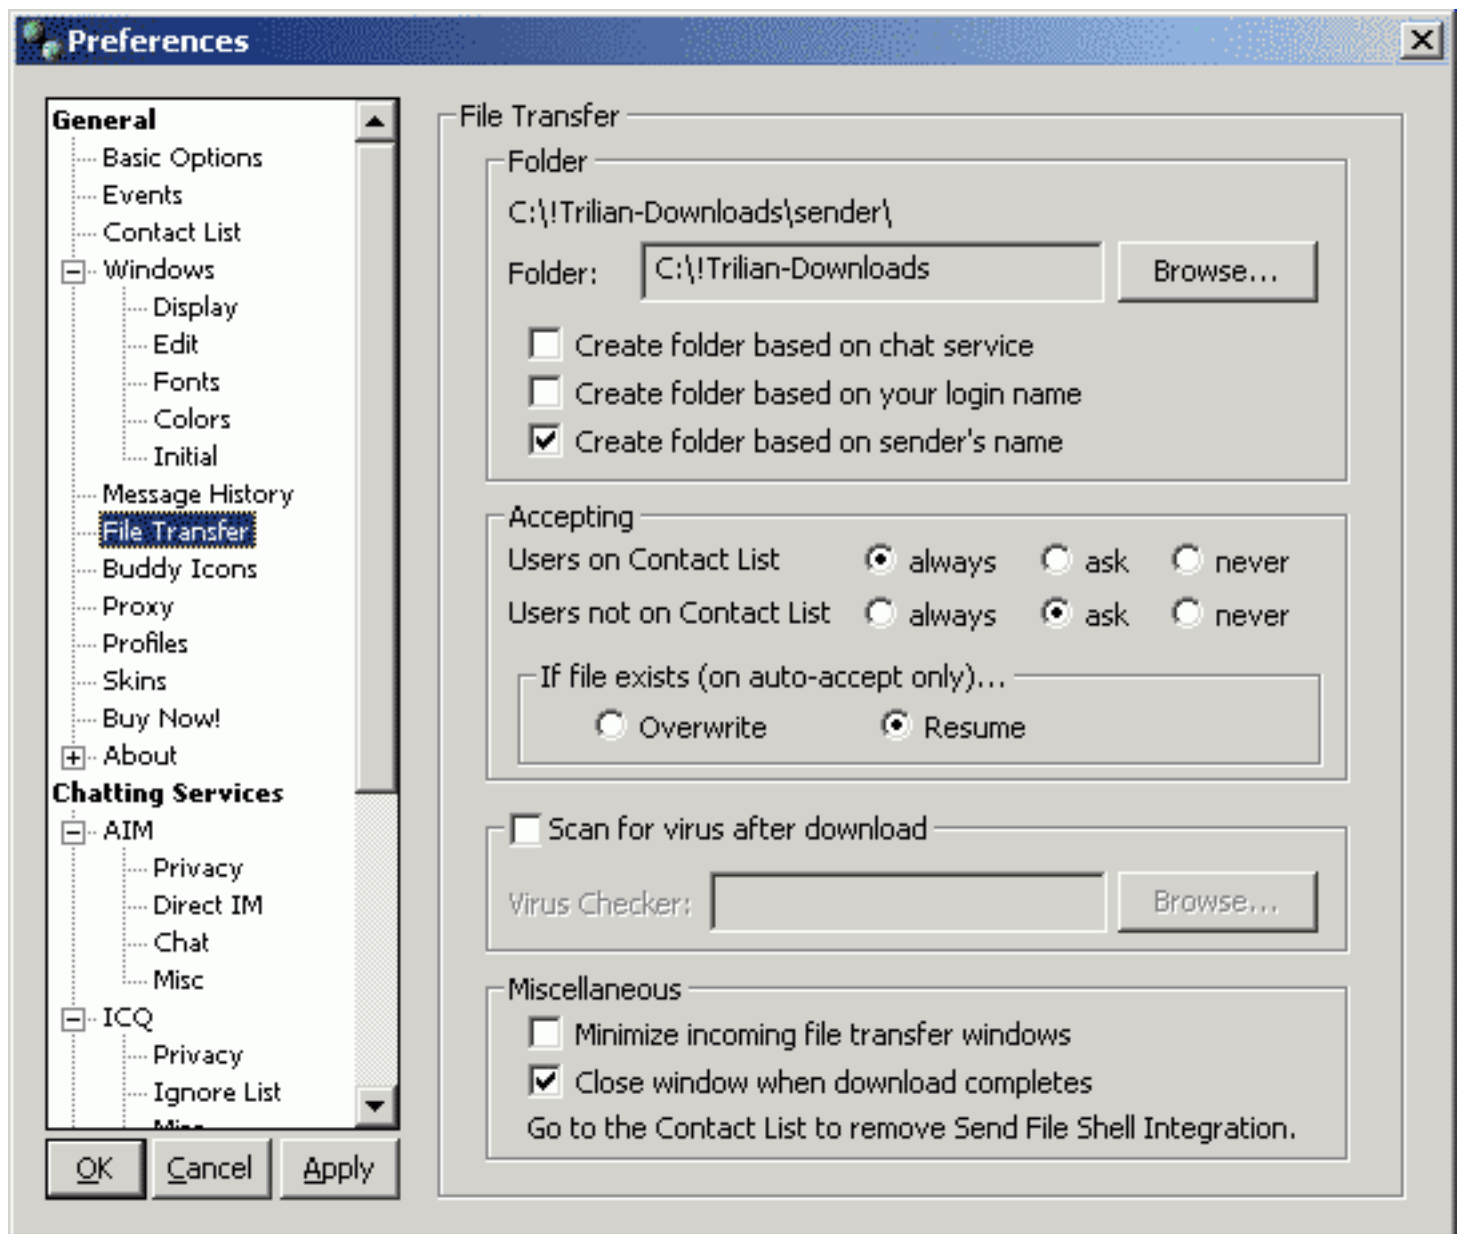 Preferences
General
Basic Options
Events
Contact List
Windows
Display
Edit
Fonts
Colors
Initial
Message History
File Transfer
Buddy Icons
Proxy
Profiles
Skins
Buy Now!
About
Chatting Services
AIM
Privacy
Direct IM
Chat
Misc
ICQ
Privacy
Ignore List
Misc
OK Cancel Apply
File Transfer
Folder
C:\!Trilian-Downloads\sender\
Folder: C:\!Trilian-Downloads Browse...
Create folder based on chat service
Create folder based on your login name
Create folder based on sender's name
Accepting
Users on Contact List always ask never
Users not on Contact List always ask never
If file exists (on auto-accept only)...
Overwrite Resume
Scan for virus after download
Virus Checker: Browse...
Miscellaneous
Minimize incoming file transfer windows
Close window when download completes
Go to the Contact List to remove Send File Shell Integration.